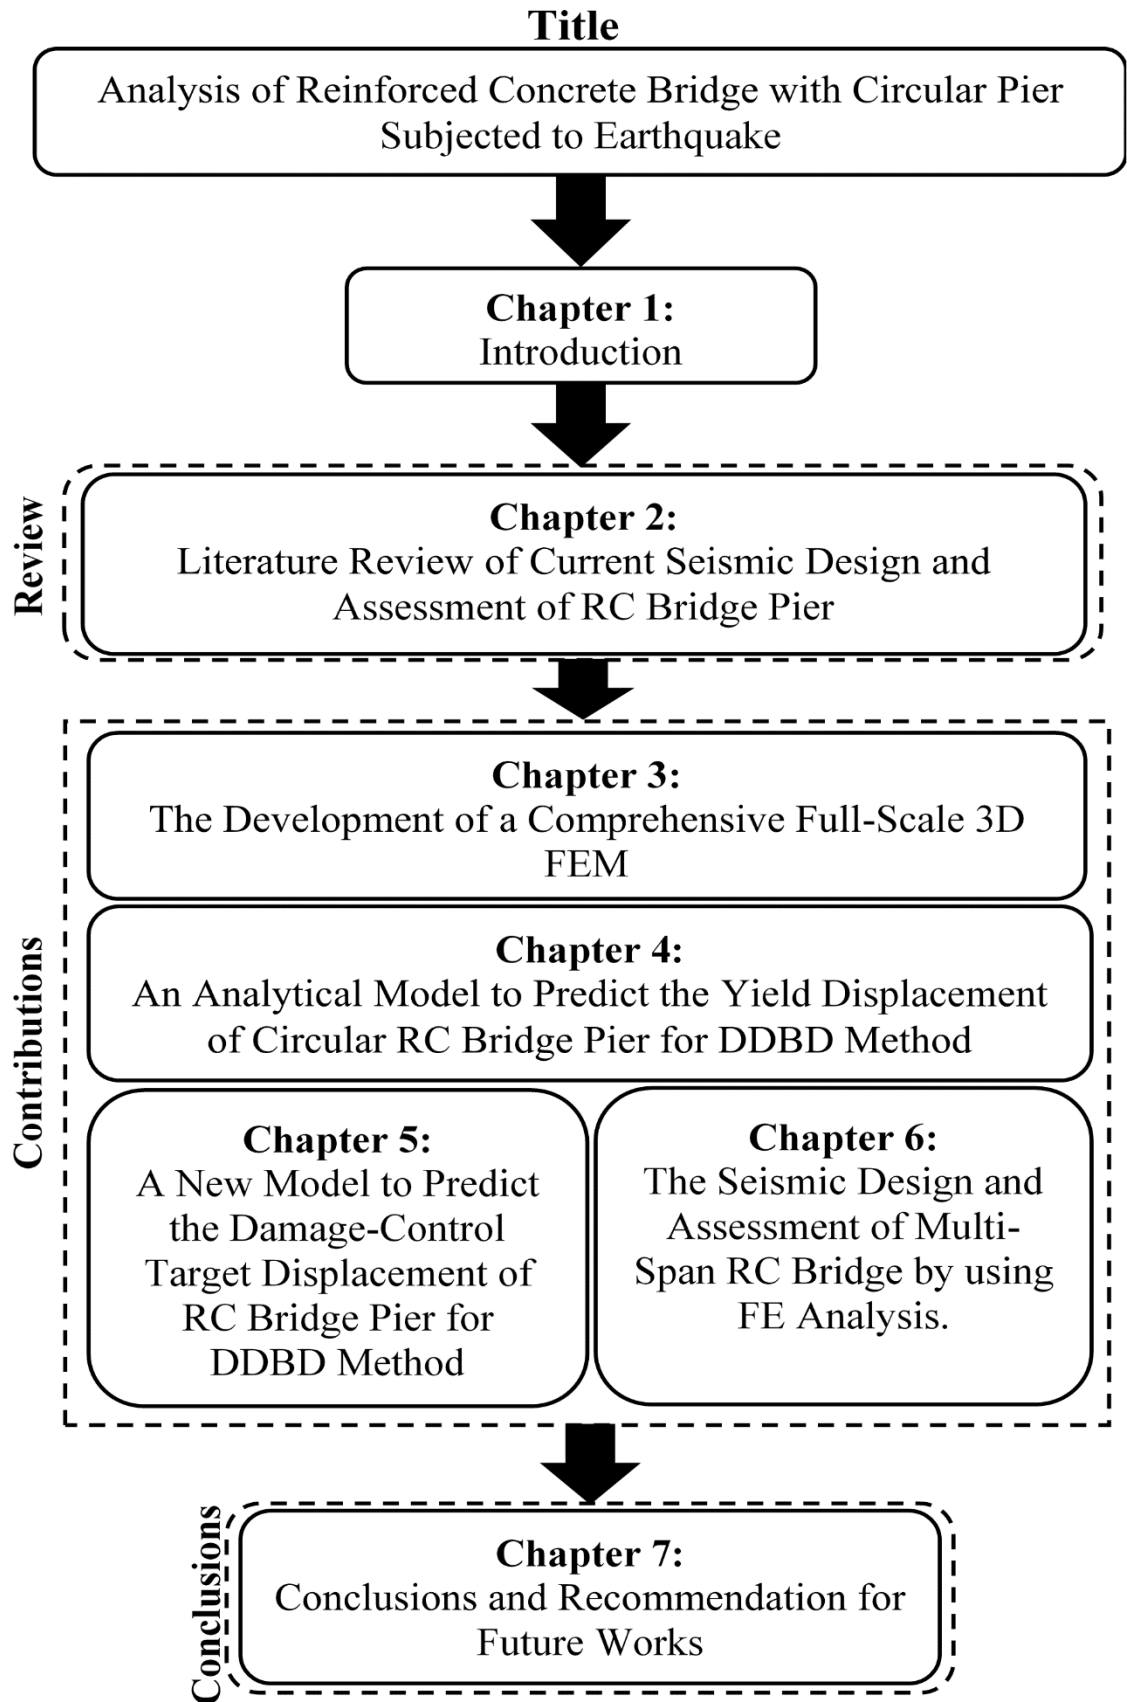 Title
Analysis of Reinforced Concrete Bridge with Circular Pier
Subjected to Earthquake
Chapter 1:
Introduction
Review
Chapter 2:
Literature Review of Current Seismic Design and
Assessment of RC Bridge Pier
Contributions
Chapter 3:
The Development of a Comprehensive Full-Scale 3D
FEM
Chapter 4:
An Analytical Model to Predict the Yield Displacement
of Circular RC Bridge Pier for DDBD Method
Chapter 5:
A New Model to Predict
the Damage-Control
Target Displacement of
RC Bridge Pier for
DDBD Method
Chapter 6:
The Seismic Design and
Assessment of Multi-
Span RC Bridge by using
FE Analysis.
Conclusions
Chapter 7:
Conclusions and Recommendation for
Future Works